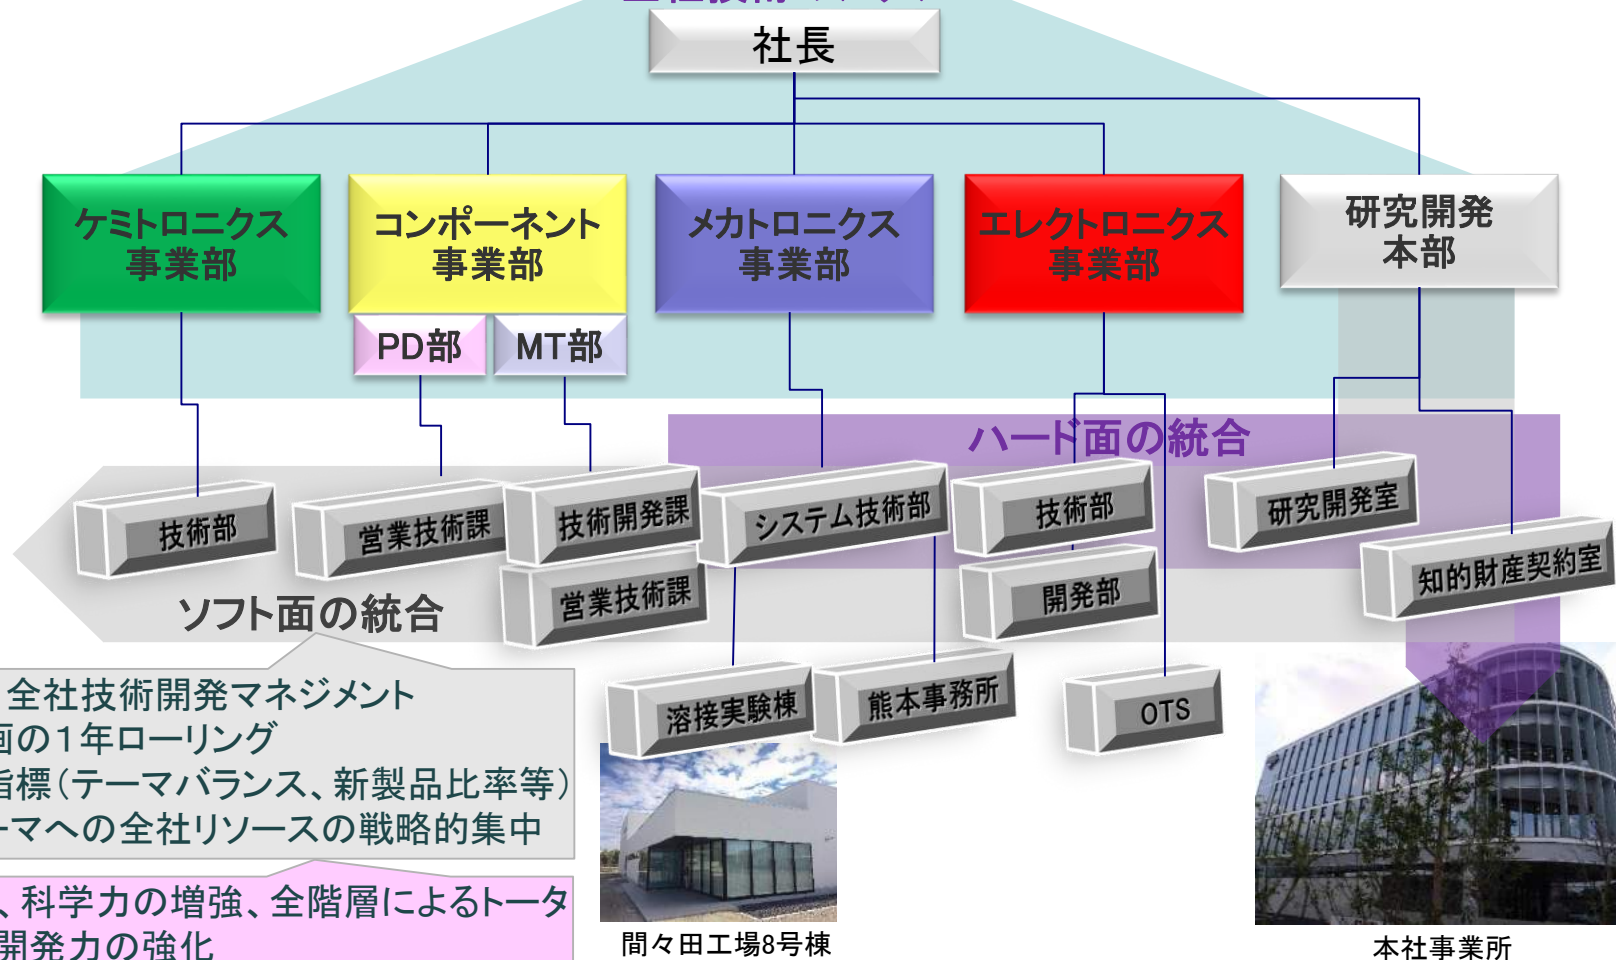 社長
ケミトロニクス
事業部
コンポーネント
事業部
メカトロニクス
事業部
エレクトロニクス
事業部
研究開発
本部
PD部
MT部
ハード面の統合
技術部
営業技術課
技術開発課
システム技術部
技術部
研究開発室
営業技術課
開発部
知的財産契約室
ソフト面の統合
溶接実験棟
熊本事務所
OTS
全社技術開発マネジメント
画の1年ローリング
指標(テーマバランス、新製品比率等)
ーマへの全社リソースの戦略的集中
、科学力の増強、全階層によるトータ
開発力の強化
間々田工場8号棟
本社事業所